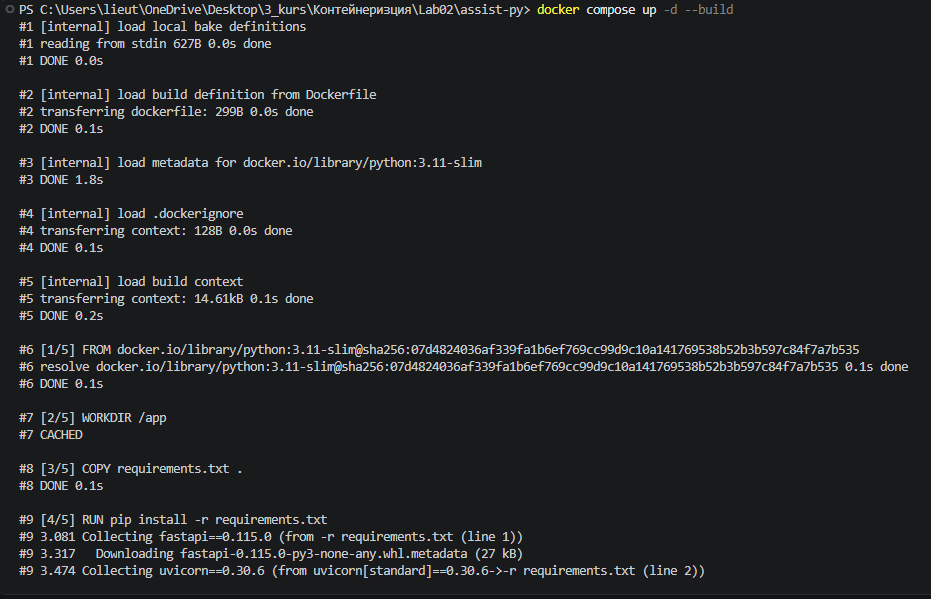 PS C:\Users\lieut\OneDrive\Desktop\3_kurs\Контейнеризция\Lab02\assist-py> docker compose up -d --build
#1 [internal] load local bake definitions
#1 reading from stdin 627B 0.0s done
#1 DONE 0.0s
#2 [internal] load build definition from Dockerfile
#2 transferring dockerfile: 299B 0.0s done
#2 DONE 0.1s
#3 [internal] load metadata for docker.io/library/python:3.11-slim
#3 DONE 1.8s
#4 [internal] load .dockerignore
#4 transferring context: 128B 0.0s done
#4 DONE 0.1s
#5 [internal] load build context
#5 transferring context: 14.61kB 0.1s done
#5 DONE 0.2s
#6 [1/5] FROM docker.io/library/python:3.11-slim@sha256:07d4824036af339fa1b6ef769cc99d9c10a141769538b52b3b597c84f7a7b535
#6 resolve docker.io/library/python:3.11-slim@sha256:07d4824036af339fa1b6ef769cc99d9c10a141769538b52b3b597c84f7a7b535 0.1s done
#6 DONE 0.1s
#7 [2/5] WORKDIR /app
#7 CACHED
#8 [3/5] COPY requirements.txt .
#8 DONE 0.1s
#9 [4/5] RUN pip install -r requirements.txt
#9 3.081 Collecting fastapi==0.115.0 (from -r requirements.txt (line 1))
#9 3.317   Downloading fastapi-0.115.0-py3-none-any.whl.metadata (27 kB)
#9 3.474 Collecting uvicorn==0.30.6 (from uvicorn[standard]==0.30.6->-r requirements.txt (line 2))